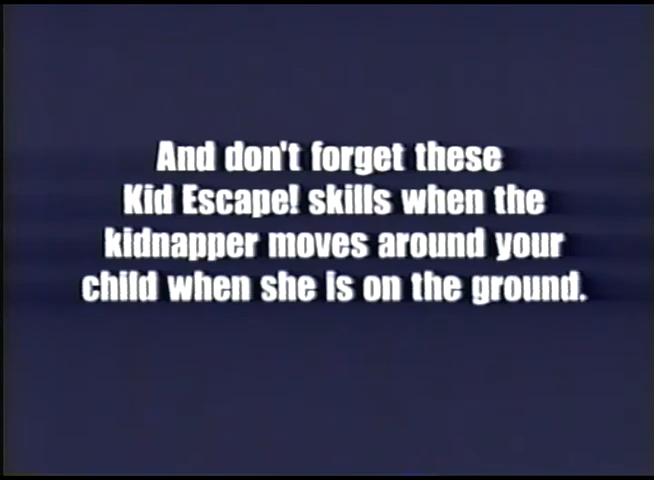 And don't forget these
Kid Escape! skills when the
kidnapper moves around your
child when she is on the ground.